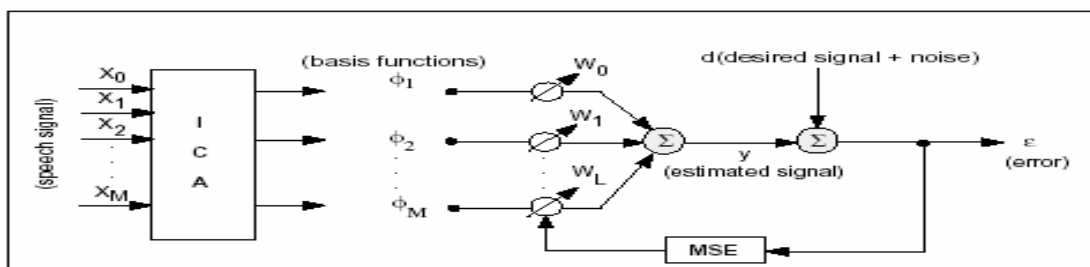 (speech signal)
X0
X1
X2
XM
I
C
A
(basis functions)
ϕ1
ϕ2
ϕM
W0
W1
WL
Σ
y
(estimated signal)
d(desired signal + noise)
Σ
ε
(error)
MSE